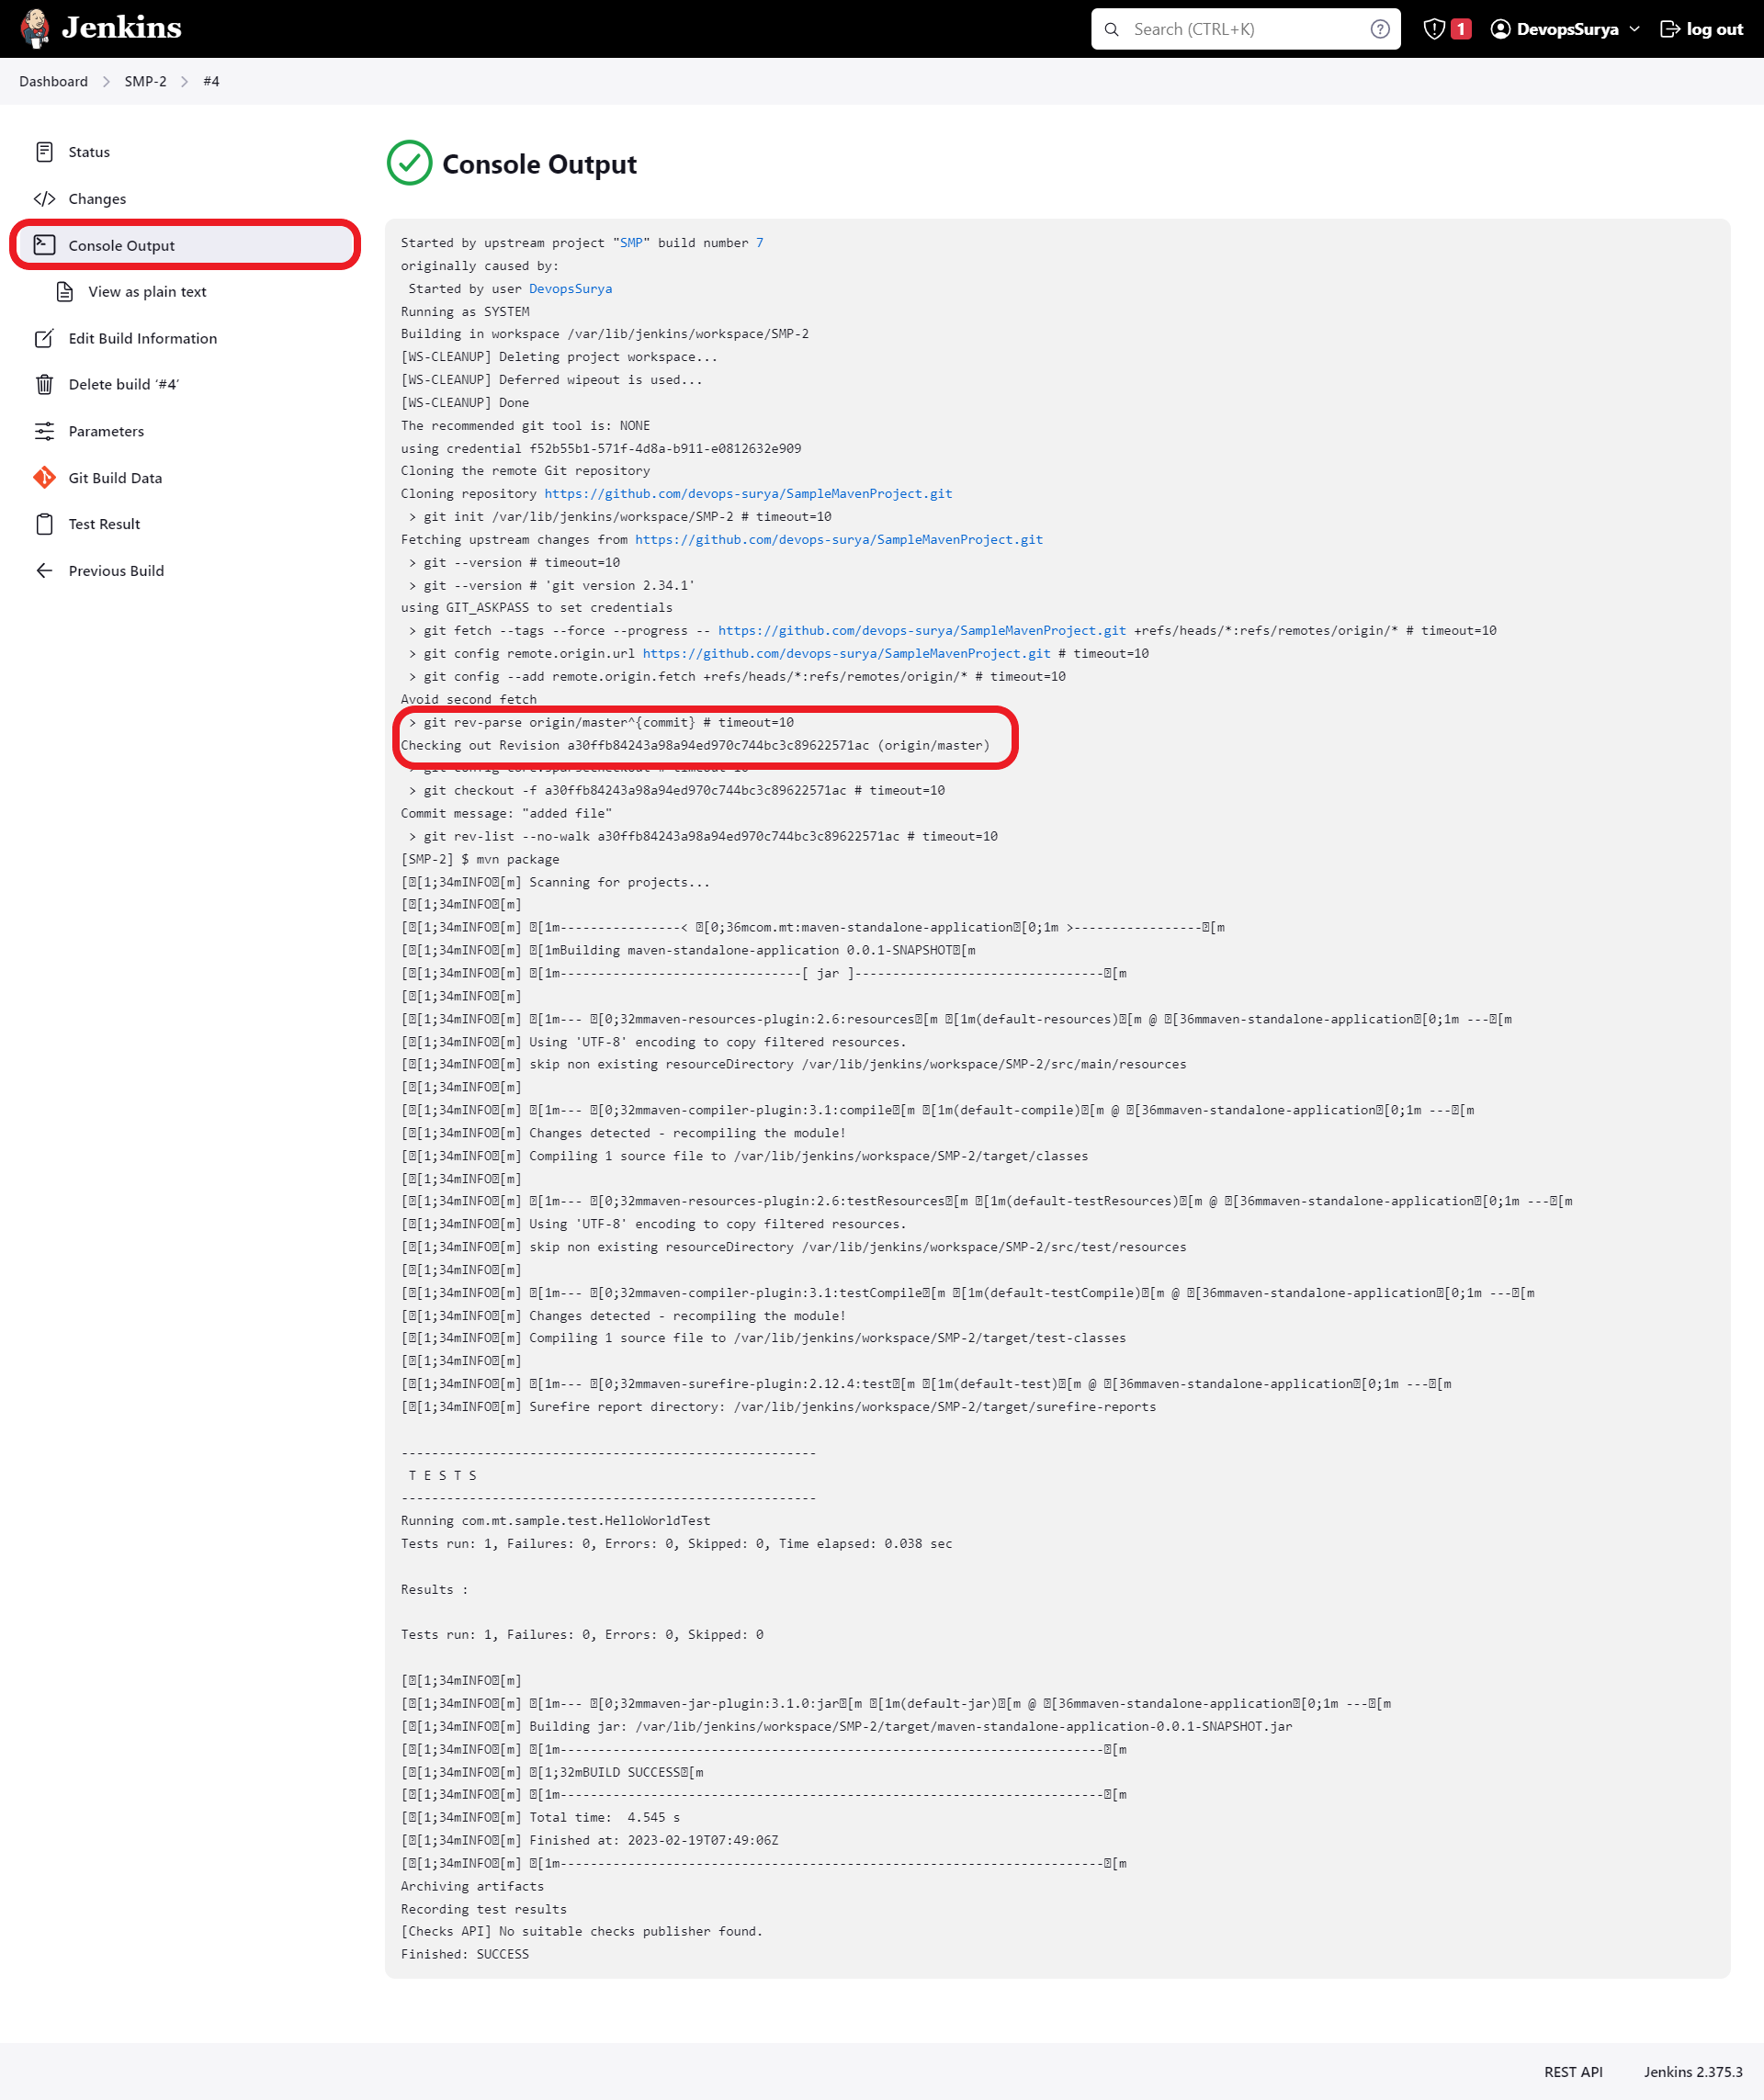 Jenkins
Search (CTRL+K)
1
DevopsSurya
log out
Dashboard
SMP-2
#4
Status
Changes
Console Output
View as plain text
Edit Build Information
Delete build ‘#4’
Parameters
Git Build Data
Test Result
Previous Build
Console Output
Started by upstream project "SMP" build number 7
originally caused by:
Started by user DevopsSurya
Running as SYSTEM
Building in workspace /var/lib/jenkins/workspace/SMP-2
[WS-CLEANUP] Deleting project workspace...
[WS-CLEANUP] Deferred wipeout is used...
[WS-CLEANUP] Done
The recommended git tool is: NONE
using credential f52b55b1-571f-4d8a-b911-e0812632e909
Cloning the remote Git repository
Cloning repository https://github.com/devops-surya/SampleMavenProject.git
> git init /var/lib/jenkins/workspace/SMP-2 # timeout=10
Fetching upstream changes from https://github.com/devops-surya/SampleMavenProject.git
> git --version # timeout=10
> git --version # 'git version 2.34.1'
using GIT_ASKPASS to set credentials
> git fetch --tags --force --progress -- https://github.com/devops-surya/SampleMavenProject.git +refs/heads/*:refs/remotes/origin/* # timeout=10
> git config remote.origin.url https://github.com/devops-surya/SampleMavenProject.git # timeout=10
> git config --add remote.origin.fetch +refs/heads/*:refs/remotes/origin/* # timeout=10
Avoid second fetch
> git rev-parse origin/master^{commit} # timeout=10
Checking out Revision a30ffb84243a98a94ed970c744bc3c89622571ac (origin/master)
> git config core.sparsecheckout # timeout=10
> git checkout -f a30ffb84243a98a94ed970c744bc3c89622571ac # timeout=10
Commit message: "added file"
> git rev-list --no-walk a30ffb84243a98a94ed970c744bc3c89622571ac # timeout=10
[SMP-2] $ mvn package
[␛[1;34mINFO␛[m] Scanning for projects...
[␛[1;34mINFO␛[m]
[␛[1;34mINFO␛[m] ␛[1m----------------< ␛[0;36mcom.mt:maven-standalone-application␛[0;1m >-----------------␛[m
[␛[1;34mINFO␛[m] ␛[1mBuilding maven-standalone-application 0.0.1-SNAPSHOT␛[m
[␛[1;34mINFO␛[m] ␛[1m--------------------------------[ jar ]---------------------------------␛[m
[␛[1;34mINFO␛[m]
[␛[1;34mINFO␛[m] ␛[1m--- ␛[0;32mmaven-resources-plugin:2.6:resources␛[m ␛[1m(default-resources)␛[m @ ␛[36mmaven-standalone-application␛[0;1m ---␛[m
[␛[1;34mINFO␛[m] Using 'UTF-8' encoding to copy filtered resources.
[␛[1;34mINFO␛[m] skip non existing resourceDirectory /var/lib/jenkins/workspace/SMP-2/src/main/resources
[␛[1;34mINFO␛[m]
[␛[1;34mINFO␛[m] ␛[1m--- ␛[0;32mmaven-compiler-plugin:3.1:compile␛[m ␛[1m(default-compile)␛[m @ ␛[36mmaven-standalone-application␛[0;1m ---␛[m
[␛[1;34mINFO␛[m] Changes detected - recompiling the module!
[␛[1;34mINFO␛[m] Compiling 1 source file to /var/lib/jenkins/workspace/SMP-2/target/classes
[␛[1;34mINFO␛[m]
[␛[1;34mINFO␛[m] ␛[1m--- ␛[0;32mmaven-resources-plugin:2.6:testResources␛[m ␛[1m(default-testResources)␛[m @ ␛[36mmaven-standalone-application␛[0;1m ---␛[m
[␛[1;34mINFO␛[m] Using 'UTF-8' encoding to copy filtered resources.
[␛[1;34mINFO␛[m] skip non existing resourceDirectory /var/lib/jenkins/workspace/SMP-2/src/test/resources
[␛[1;34mINFO␛[m]
[␛[1;34mINFO␛[m] ␛[1m--- ␛[0;32mmaven-compiler-plugin:3.1:testCompile␛[m ␛[1m(default-testCompile)␛[m @ ␛[36mmaven-standalone-application␛[0;1m ---␛[m
[␛[1;34mINFO␛[m] Changes detected - recompiling the module!
[␛[1;34mINFO␛[m] Compiling 1 source file to /var/lib/jenkins/workspace/SMP-2/target/test-classes
[␛[1;34mINFO␛[m]
[␛[1;34mINFO␛[m] ␛[1m--- ␛[0;32mmaven-surefire-plugin:2.12.4:test␛[m ␛[1m(default-test)␛[m @ ␛[36mmaven-standalone-application␛[0;1m ---␛[m
[␛[1;34mINFO␛[m] Surefire report directory: /var/lib/jenkins/workspace/SMP-2/target/surefire-reports
-------------------------------------------------------
T E S T S
-------------------------------------------------------
Running com.mt.sample.test.HelloWorldTest
Tests run: 1, Failures: 0, Errors: 0, Skipped: 0, Time elapsed: 0.038 sec
Results :
Tests run: 1, Failures: 0, Errors: 0, Skipped: 0
[␛[1;34mINFO␛[m]
[␛[1;34mINFO␛[m] ␛[1m--- ␛[0;32mmaven-jar-plugin:3.1.0:jar␛[m ␛[1m(default-jar)␛[m @ ␛[36mmaven-standalone-application␛[0;1m ---␛[m
[␛[1;34mINFO␛[m] Building jar: /var/lib/jenkins/workspace/SMP-2/target/maven-standalone-application-0.0.1-SNAPSHOT.jar
[␛[1;34mINFO␛[m] ␛[1m------------------------------------------------------------------------␛[m
[␛[1;34mINFO␛[m] ␛[1;32mBUILD SUCCESS␛[m
[␛[1;34mINFO␛[m] ␛[1m------------------------------------------------------------------------␛[m
[␛[1;34mINFO␛[m] Total time:  4.545 s
[␛[1;34mINFO␛[m] Finished at: 2023-02-19T07:49:06Z
[␛[1;34mINFO␛[m] ␛[1m------------------------------------------------------------------------␛[m
Archiving artifacts
Recording test results
[Checks API] No suitable checks publisher found.
Finished: SUCCESS
REST API
Jenkins 2.375.3